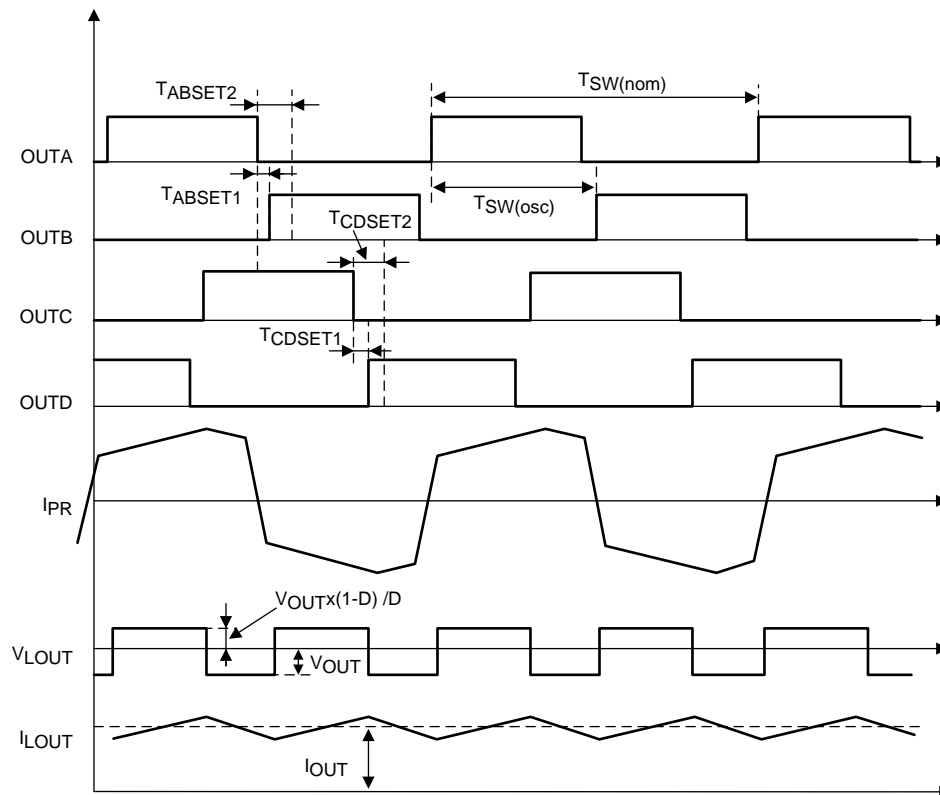 TABSET2
TSW(nom)
OUTA
TABSET1
TSW(osc)
OUTB
TCDSET2
OUTC
TCDSET1
OUTD
IPR
VOUTx(1-D) /D
VLOUT
VOUT
ILOUT
IOUT